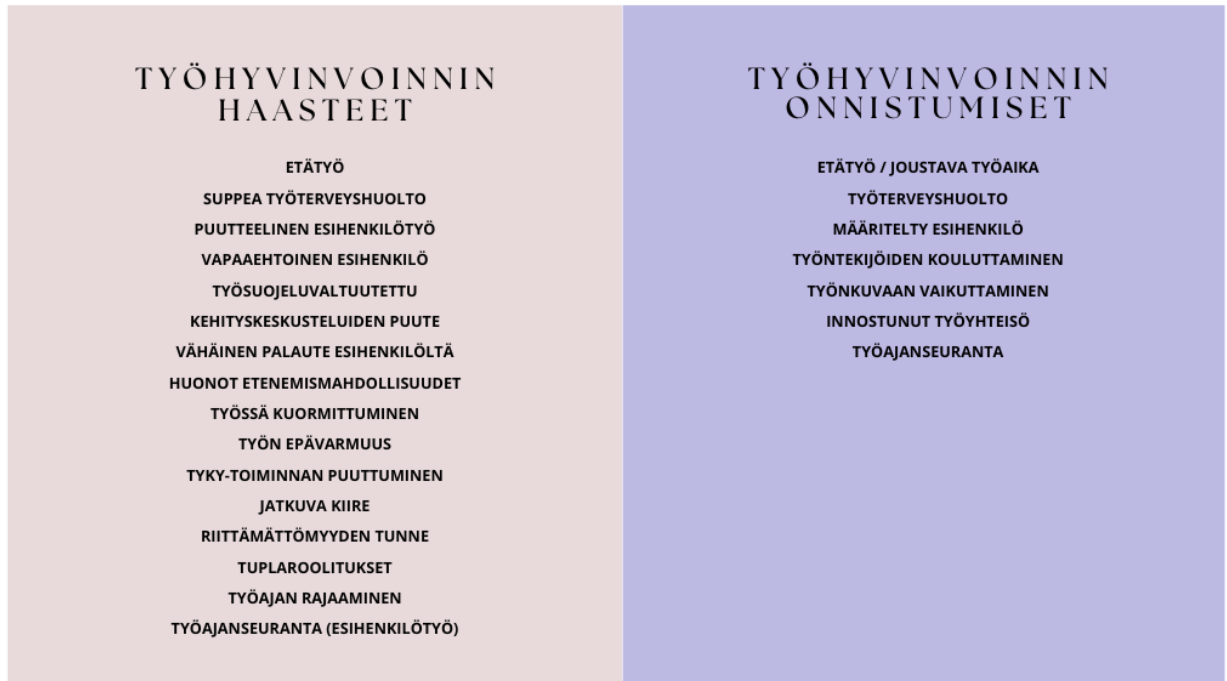 TYÖHYVINVOINNIN
HAASTEET
ETÄTYÖ
SUPPEA TYÖTERVEYSHUOLTO
PUUTTEELINEN ESIHENKILÖTYÖ
VAPAAEHTOINEN ESIHENKILÖ
TYÖSUOJELUVALTUUTETTU
KEHITYSKESKUSTELUIDEN PUUTE
VÄHÄINEN PALAUTE ESIHENKILÖLTÄ
HUONOT ETENEMISMAHDOLLISUUDET
TYÖSSÄ KUORMITTUMINEN
TYÖN EPÄVARMUUS
TYKY-TOIMINNAN PUUTTUMINEN
JATKUVA KIIRE
RIITTÄMÄTTÖMYYDEN TUNNE
TUPLAROOLITUKSET
TYÖAJAN RAJAAMINEN
TYÖAJANSEURANTA (ESIHENKILÖTYÖ)
TYÖHYVINVOINNIN
ONNISTUMISET
ETÄTYÖ / JOUSTAVA TYÖAIKA
TYÖTERVEYSHUOLTO
MÄÄRITELTY ESIHENKILÖ
TYÖNTEKIJÖIDEN KOULUTTAMINEN
TYÖNKUVAAN VAIKUTTAMINEN
INNOSTUNUT TYÖYHTEISÖ
TYÖAJANSEURANTA